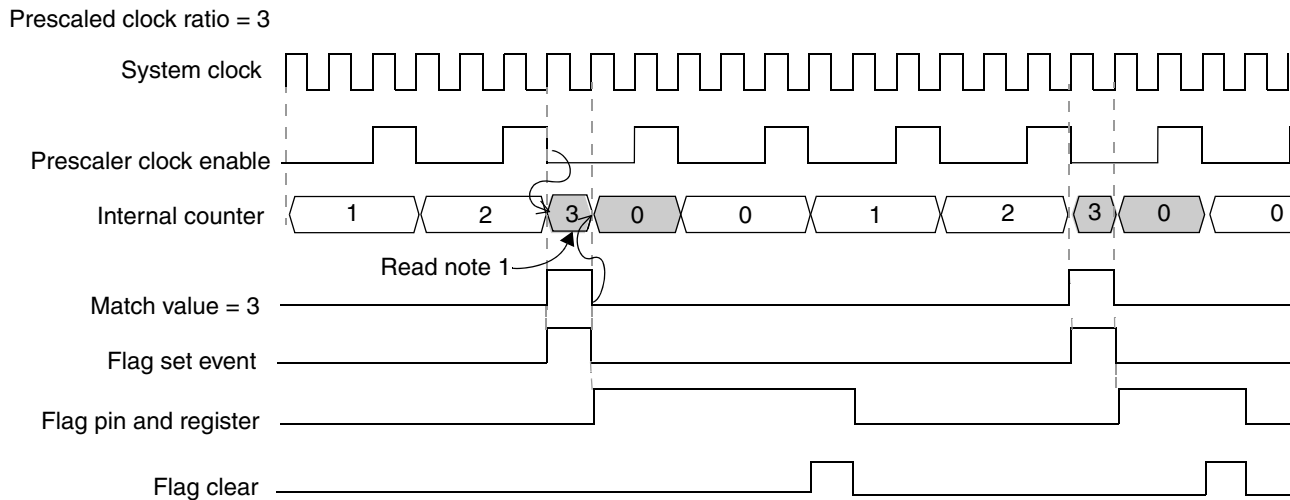 Prescaled clock ratio = 3
System clock
Prescaler clock enable
Internal counter
1 2 3 0 0 1 2 3 0 0
Read note 1
Match value = 3
Flag set event
Flag pin and register
Flag clear